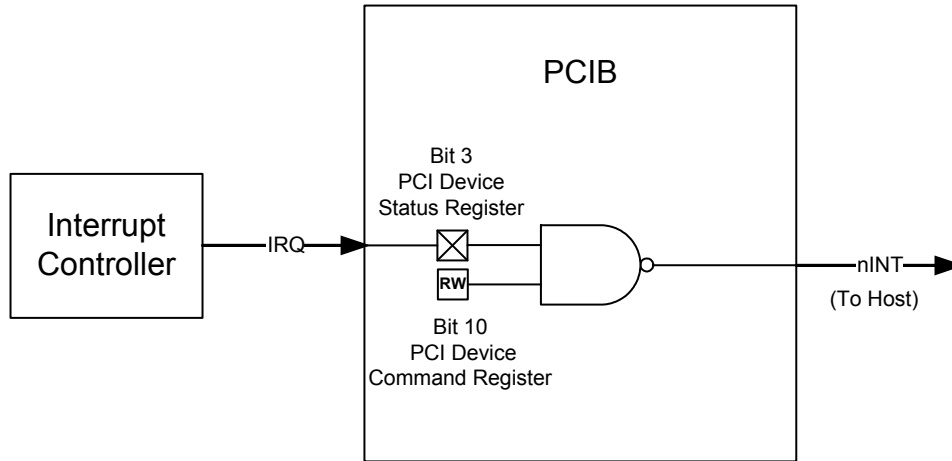 PCIB
Bit 3
PCI Device
Status Register
Interrupt
Controller
IRQ
RW
nINT
(To Host)
Bit 10
PCI Device
Command Register